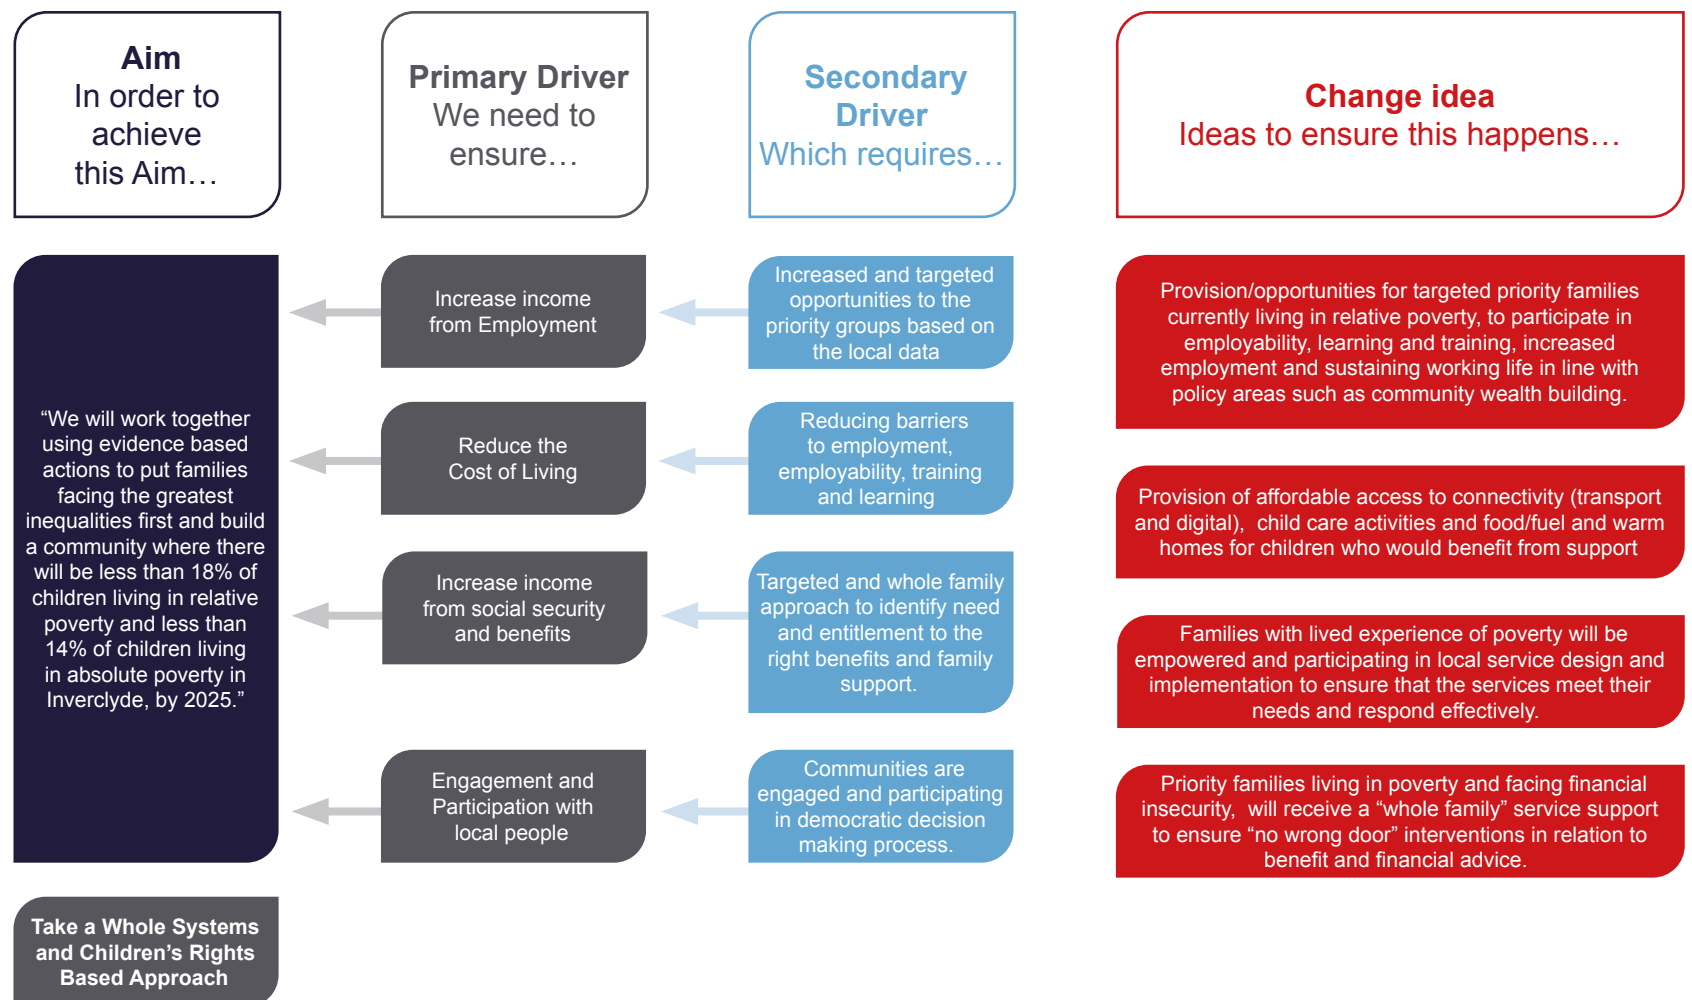 Aim
In order to
achieve
this Aim…
Primary Driver
We need to
ensure…
Secondary
Driver
Which requires…
Change idea
Ideas to ensure this happens…
“We will work together
using evidence based
actions to put families
facing the greatest
inequalities first and build
a community where there
will be less than 18% of
children living in relative
poverty and less than
14% of children living
in absolute poverty in
Inverclyde, by 2025.”
Increase income
from Employment
Reduce the
Cost of Living
Increase income
from social security
and benefits
Engagement and
Participation with
local people
Increased and targeted
opportunities to the
priority groups based on
the local data
Reducing barriers
to employment,
employability, training
and learning
Targeted and whole family
approach to identify need
and entitlement to the
right benefits and family
support.
Communities are
engaged and participating
in democratic decision
making process.
Provision/opportunities for targeted priority families
currently living in relative poverty, to participate in
employability, learning and training, increased
employment and sustaining working life in line with
policy areas such as community wealth building.
Provision of affordable access to connectivity (transport
and digital),  child care activities and food/fuel and warm
homes for children who would benefit from support
Families with lived experience of poverty will be
empowered and participating in local service design and
implementation to ensure that the services meet their
needs and respond effectively.
Priority families living in poverty and facing financial
insecurity,  will receive a “whole family” service support
to ensure “no wrong door” interventions in relation to
benefit and financial advice.
Take a Whole Systems
and Children’s Rights
Based Approach